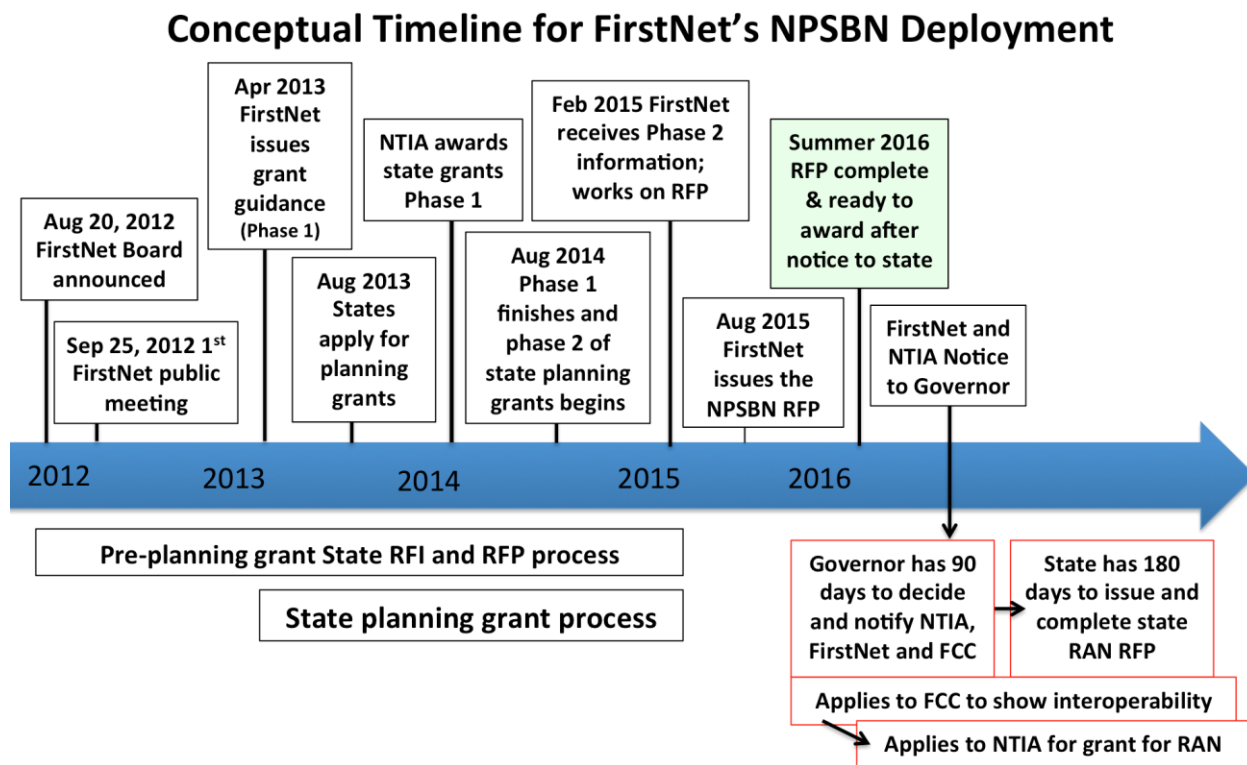 Conceptual Timeline for FirstNet's NPSBN Deployment
Aug 20, 2012
FirstNet Board
announced
Sep 25, 2012 1st
FirstNet public
meeting
Apr 2013
FirstNet
issues
grant
guidance
(Phase 1)
Aug 2013
States
apply for
planning
grants
NTIA awards
state grants
Phase 1
Aug 2014
Phase 1
finishes and
phase 2 of
state planning
grants begins
Feb 2015 FirstNet
receives Phase 2
information;
works on RFP
Aug 2015
FirstNet
issues the
NPSBN RFP
Summer 2016
RFP complete
& ready to
award after
notice to state
FirstNet and
NTIA Notice
to Governor
2012
2013
2014
2015
2016
Pre-planning grant State RFI and RFP process
State planning grant process
Governor has 90
days to decide
and notify NTIA,
FirstNet and FCC
State has 180
days to issue and
complete state
RAN RFP
Applies to FCC to show interoperability
Applies to NTIA for grant for RAN